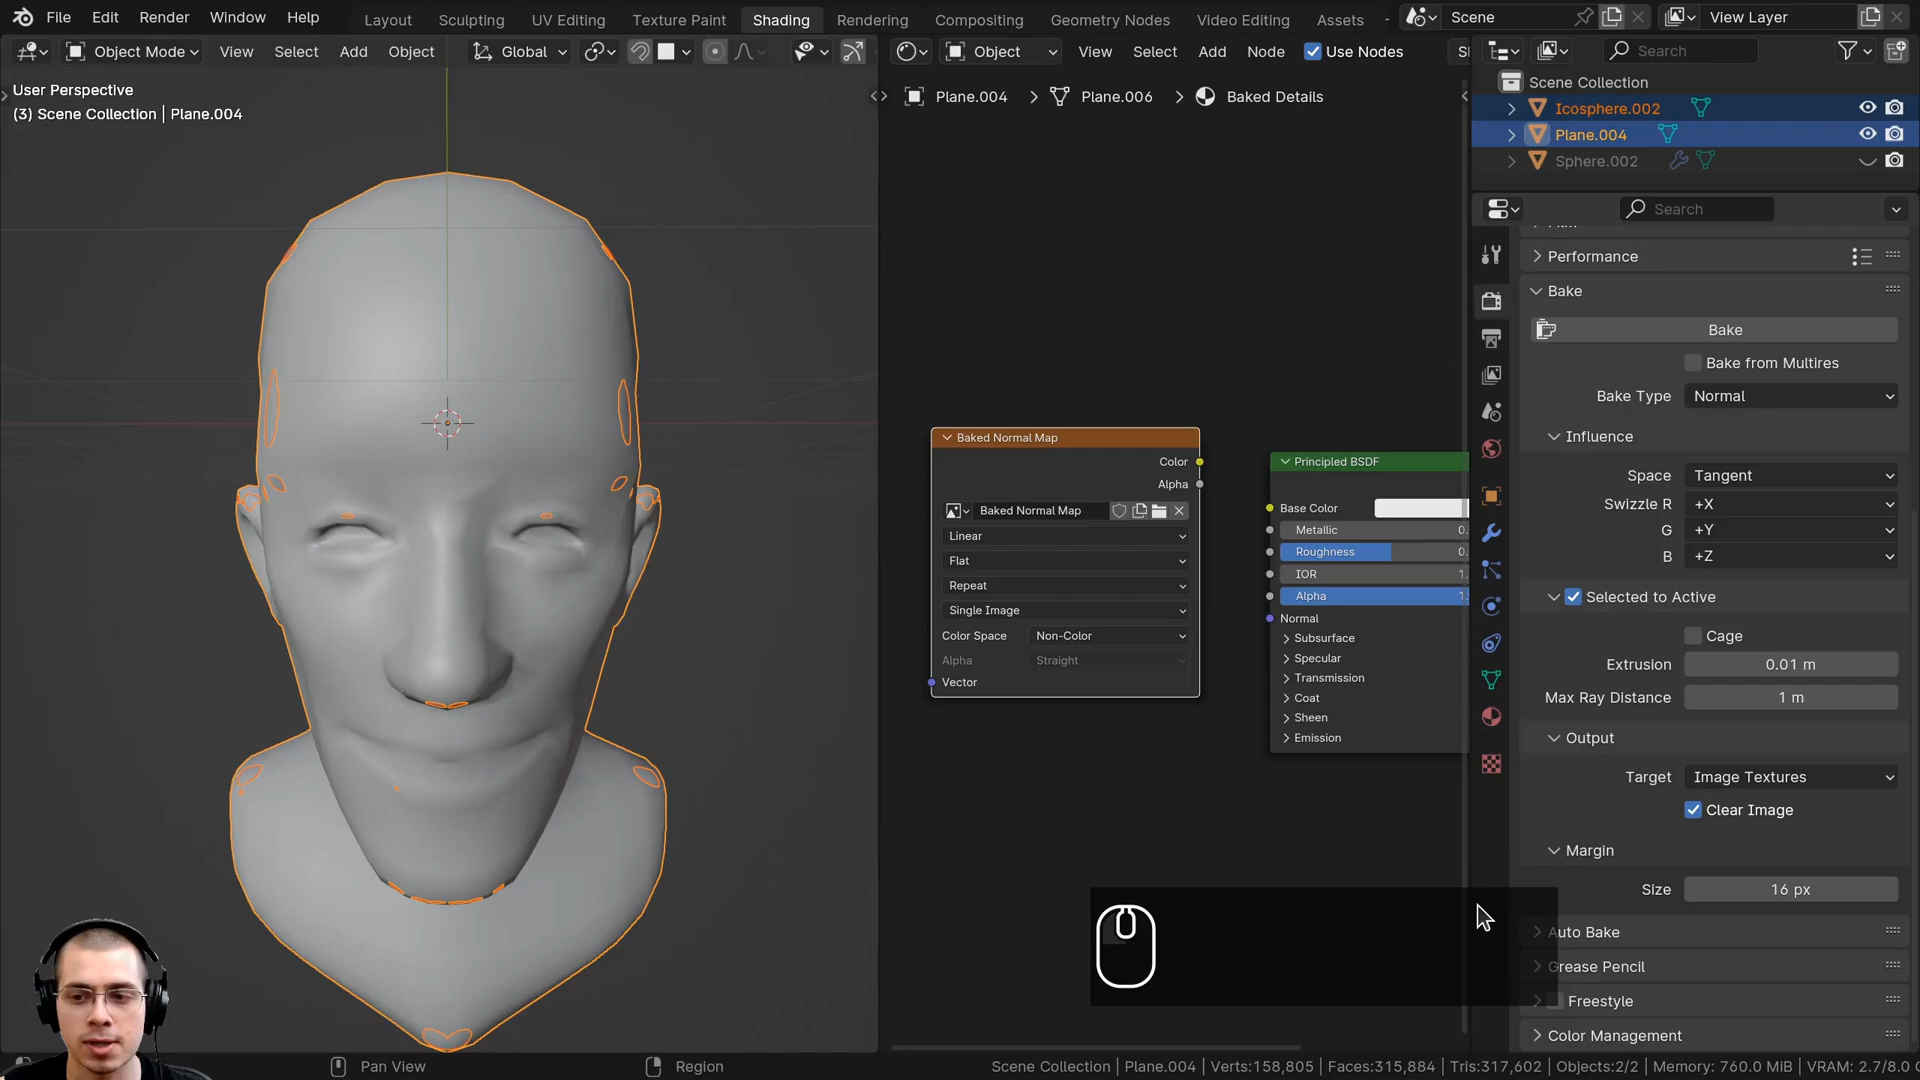 File Edit Render Window Help Layout Sculpting UV Editing Texture Paint Shading Rendering Compositing Geometry Nodes Video Editing Assets Scene View Layer
Object Mode View Select Add Object Global Object View Select Add Node Use Nodes Search
User Perspective
(3) Scene Collection | Plane.004
Plane.004 > Plane.006 > Baked Details
Scene Collection
Icosphere.002
Plane.004
Sphere.002
Search
Baked Normal Map
Color
Alpha
Baked Normal Map
Linear
Flat
Repeat
Single Image
Color Space Non-Color
Alpha Straight
Vector
Principled BSDF
Base Color
Metallic 0.
Roughness 0.
IOR 1.
Alpha 1.
Normal
Subsurface
Specular
Transmission
Coat
Sheen
Emission
Performance
Bake
Bake
Bake from Multires
Bake Type Normal
Influence
Space Tangent
Swizzle R +X
G +Y
B +Z
Selected to Active
Cage
Extrusion 0.01 m
Max Ray Distance 1 m
Output
Target Image Textures
Clear Image
Margin
Size 16 px
Auto Bake
Grease Pencil
Freestyle
Color Management
Pan View Region Scene Collection | Plane.004 | Verts:158,805 | Faces:315,884 | Tris:317,602 | Objects:2/2 | Memory: 760.0 MiB | VRAM: 2.7/8.0